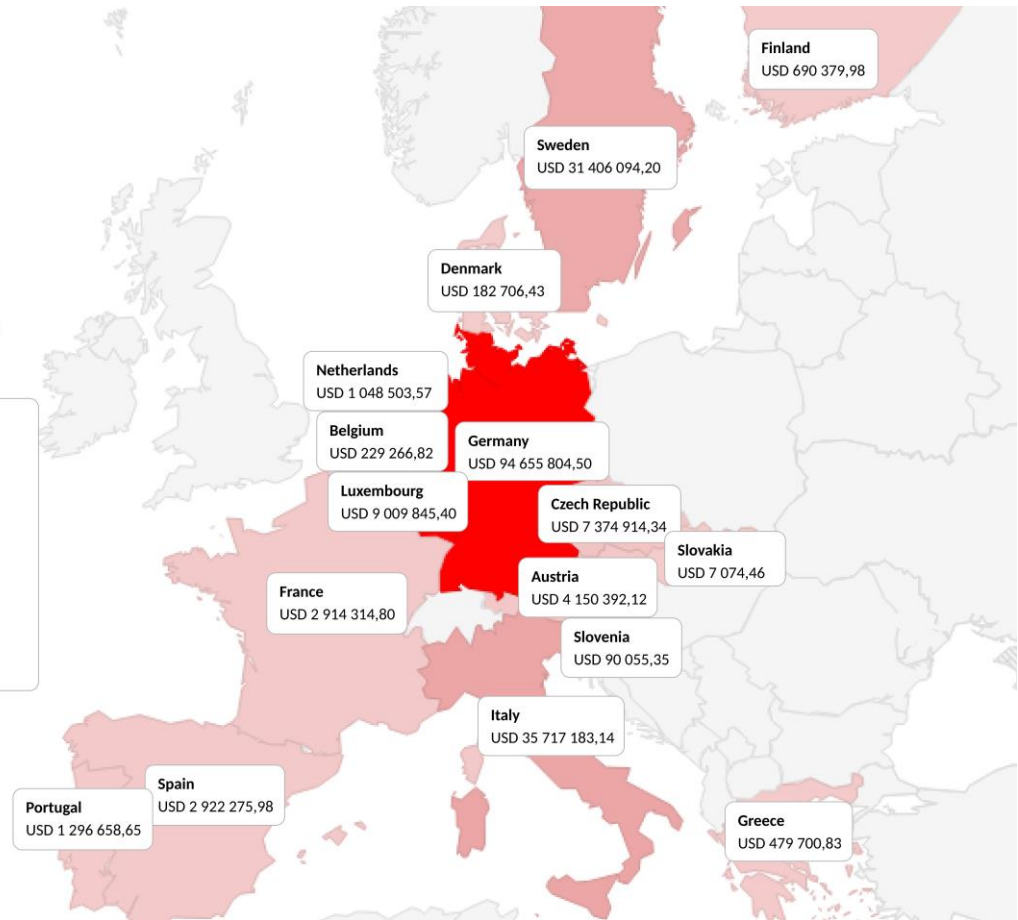 Finland
USD 690 379,98
Sweden
USD 31 406 094,20
Denmark
USD 182 706,43
Netherlands
USD 1 048 503,57
Belgium
USD 229 266,82
Germany
USD 94 655 804,50
Luxembourg
USD 9 009 845,40
Czech Republic
USD 7 374 914,34
Slovakia
USD 7 074,46
Austria
USD 4 150 392,12
France
USD 2 914 314,80
Slovenia
USD 90 055,35
Italy
USD 35 717 183,14
Spain
USD 2 922 275,98
Portugal
USD 1 296 658,65
Greece
USD 479 700,83